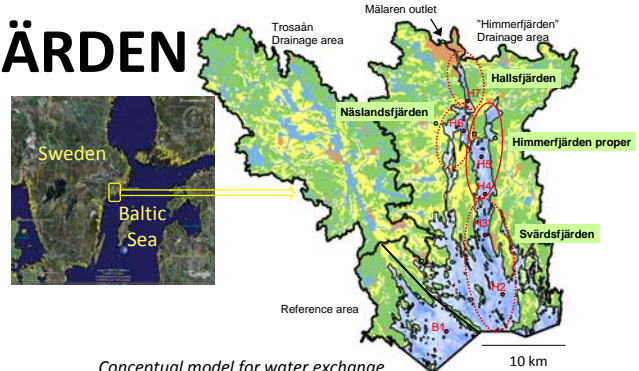 ÄRDEN
Mälaren outlet
Trosaån
Drainage area
"Himmerfjärden"
Drainage area
Hallsfjärden
H7
Näslandsfjärden
H6
Himmerfjärden proper
H5
H4
Sweden
Baltic
Sea
Svärdsfjärden
H3
H2
Reference area
B1
10 km
Conceptual model for water exchange